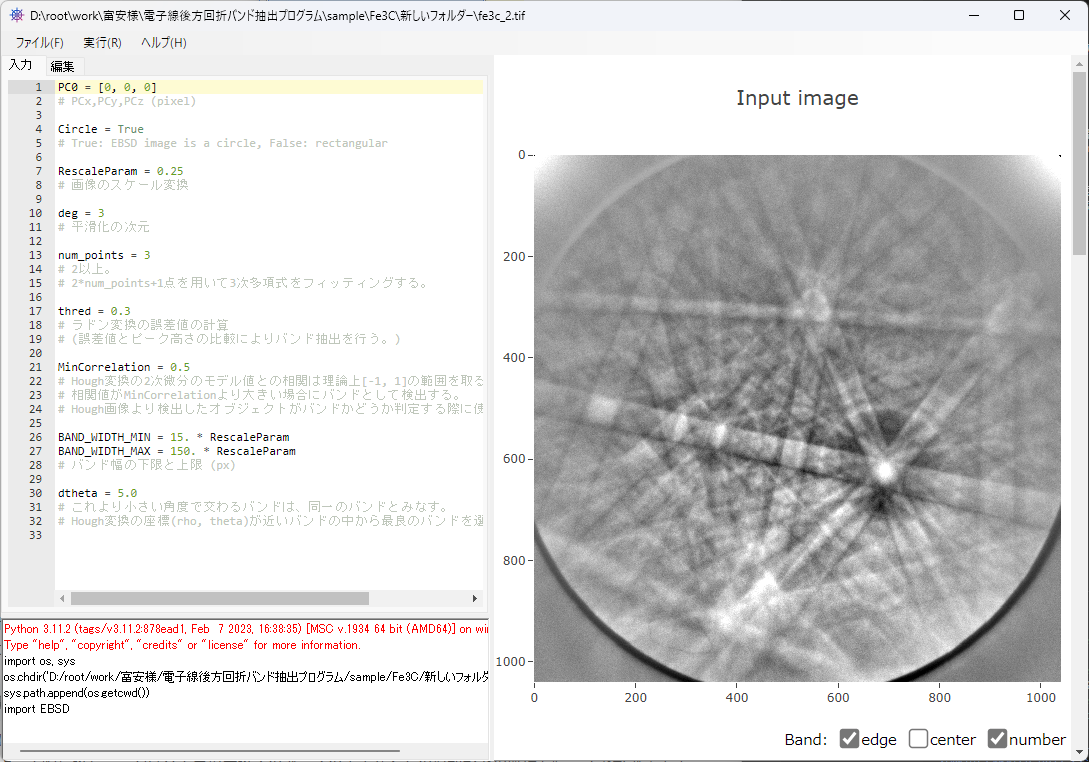 D:\root\work\富安様\電子線後方回折バンド抽出プログラム\sample\Fe3C\新しいフォルダー\fe3c_2.tif
ファイル(F) 実行(R) ヘルプ(H)
入力 編集
1 PC0 = [0, 0, 0]
2 # PCx,PCy,PCz (pixel)
3
4 Circle = True
5 # True: EBSD image is a circle, False: rectangular
6
7 RescaleParam = 0.25
8 # 画像のスケール変換
9
10 deg = 3
11 # 平滑化の次元
12
13 num_points = 3
14 # 2以上。
15 # 2*num_points+1点を用いて3次多項式をフィッティングする。
16
17 thred = 0.3
18 # ラドン変換の誤差値の計算
19 # (誤差値とピーク高さの比較によりバンド抽出を行う。)
20
21 MinCorrelation = 0.5
22 # Hough変換の2次微分のモデル値との相関は理論上[-1, 1]の範囲を取る
23 # 相関値がMinCorrelationより大きい場合にバンドとして検出する。
24 # Hough画像より検出したオブジェクトがバンドかどうか判定する際に使
25
26 BAND_WIDTH_MIN = 15. * RescaleParam
27 BAND_WIDTH_MAX = 150. * RescaleParam
28 # バンド幅の下限と上限 (px)
29
30 dtheta = 5.0
31 # これより小さい角度で交わるバンドは、同一のバンドとみなす。
32 # Hough変換の座標(rho, theta)が近いバンドの中から最良のバンドを選
33
Python 3.11.2 (tags/v3.11.2:878ead1, Feb 7 2023, 16:38:35) [MSC v.1934 64 bit (AMD64)] on wi
Type "help", "copyright", "credits" or "license" for more information.
import os, sys
os.chdir('D:/root/work/富安様/電子線後方回折バンド抽出プログラム/sample/Fe3C/新しいフォルダ
sys.path.append(os.getcwd())
import EBSD
Input image
0
200
400
600
800
1000
0 200 400 600 800 1000
Band: edge center number